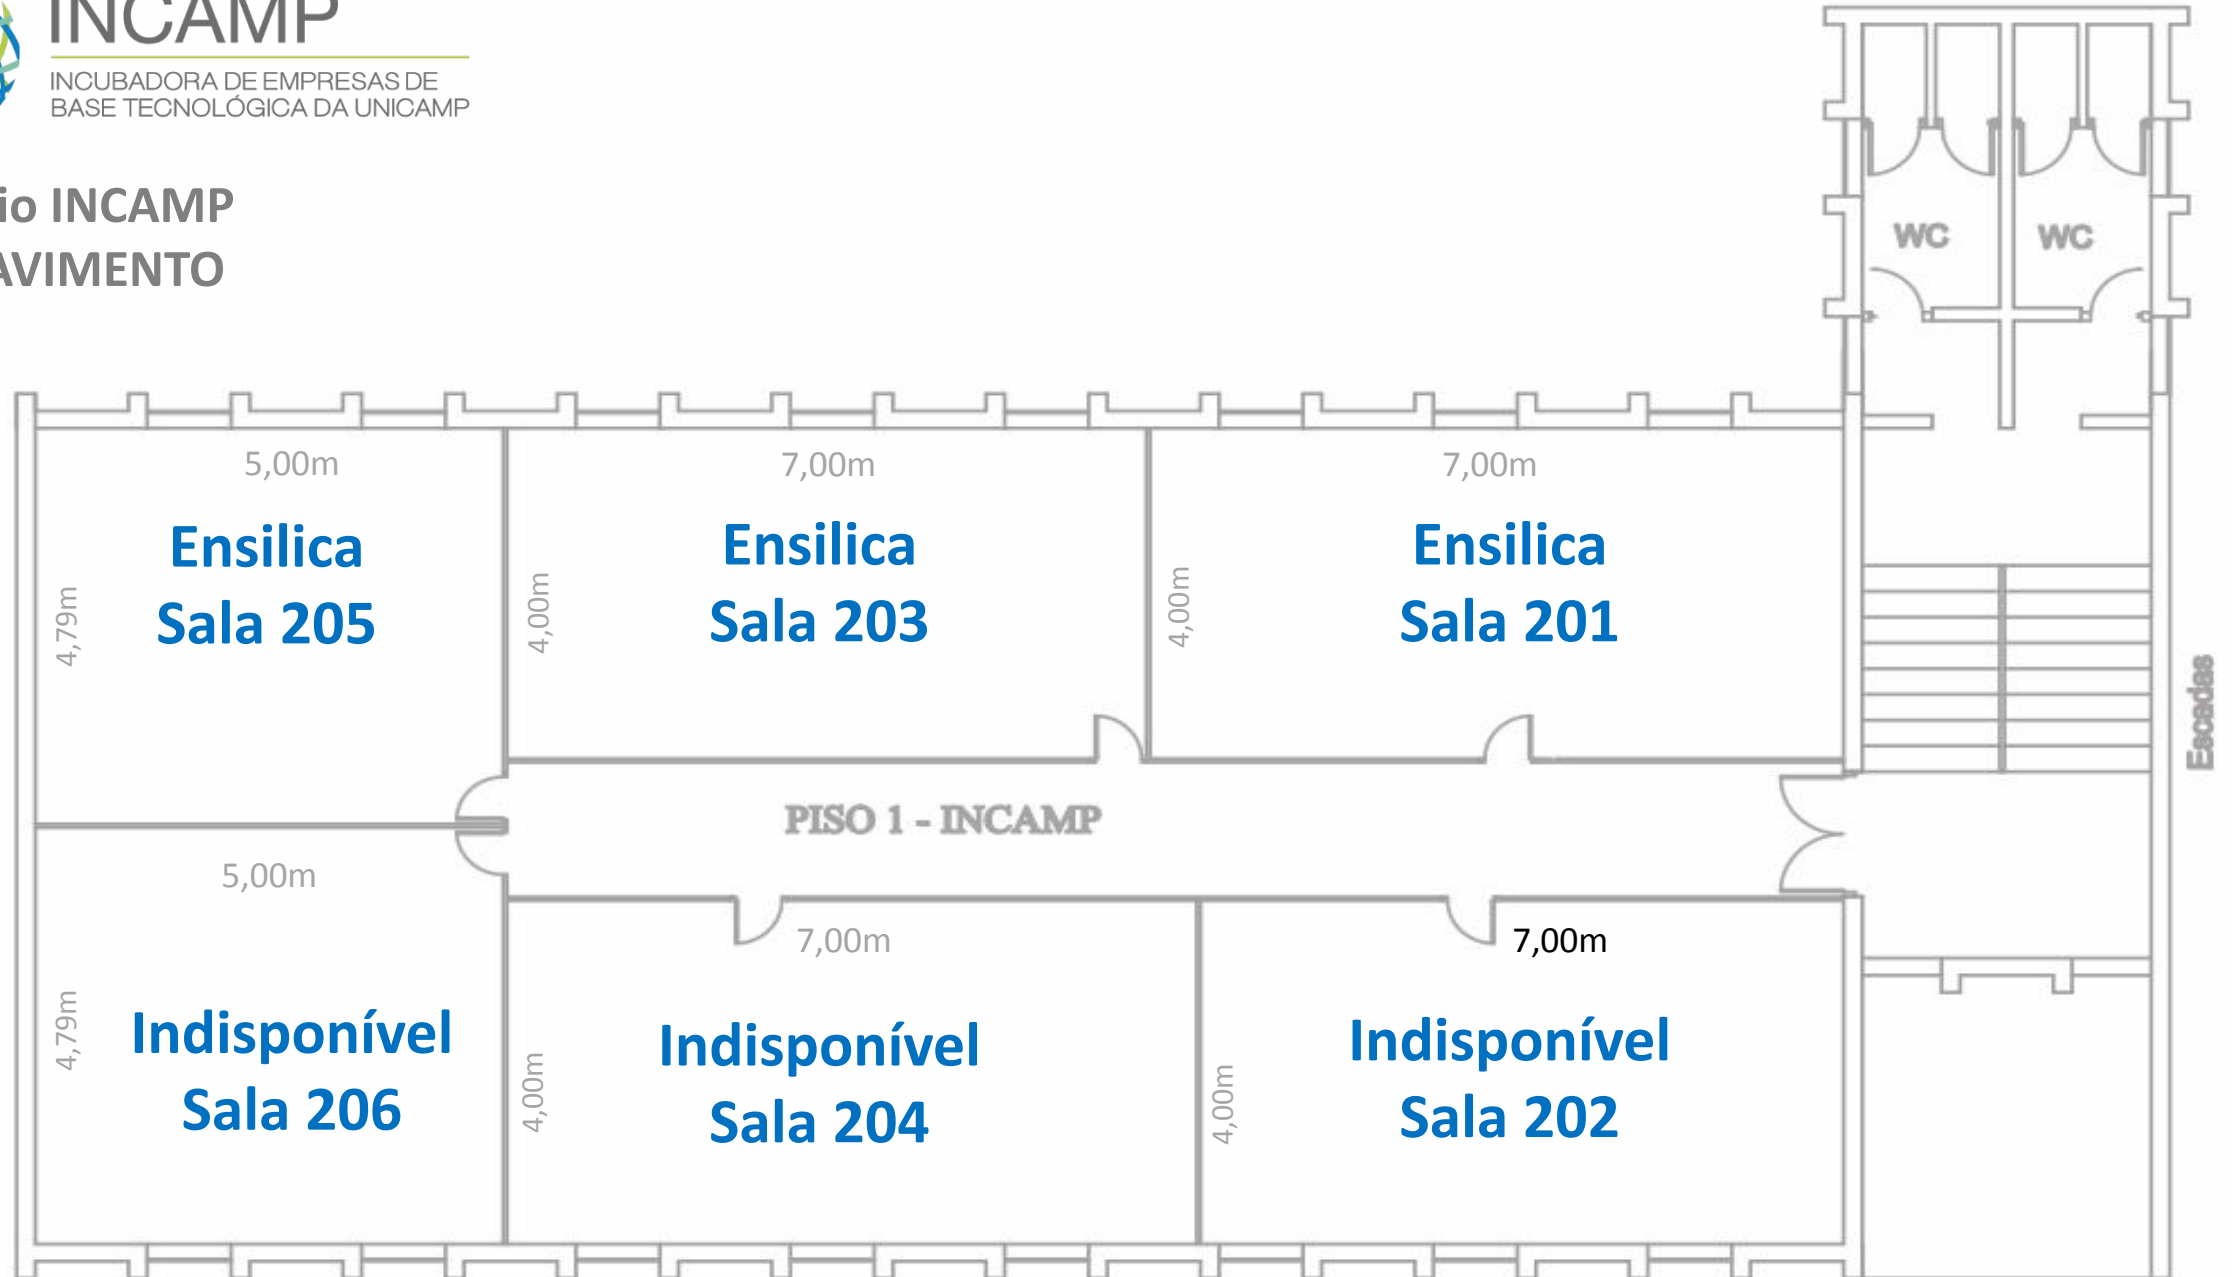 INCAMP
INCUBADORA DE EMPRESAS DE
BASE TECNOLÓGICA DA UNICAMP
INCAMP
WC WC
5,00m 7,00m 7,00m
Ensilica
Sala 205
4,79m
Ensilica
Sala 203
4,00m
Ensilica
Sala 201
4,00m
Escadas
PISO 1 - INCAMP
5,00m
7,00m
7,00m
Indisponível
Sala 206
4,79m
Indisponível
Sala 204
4,00m
Indisponível
Sala 202
4,00m